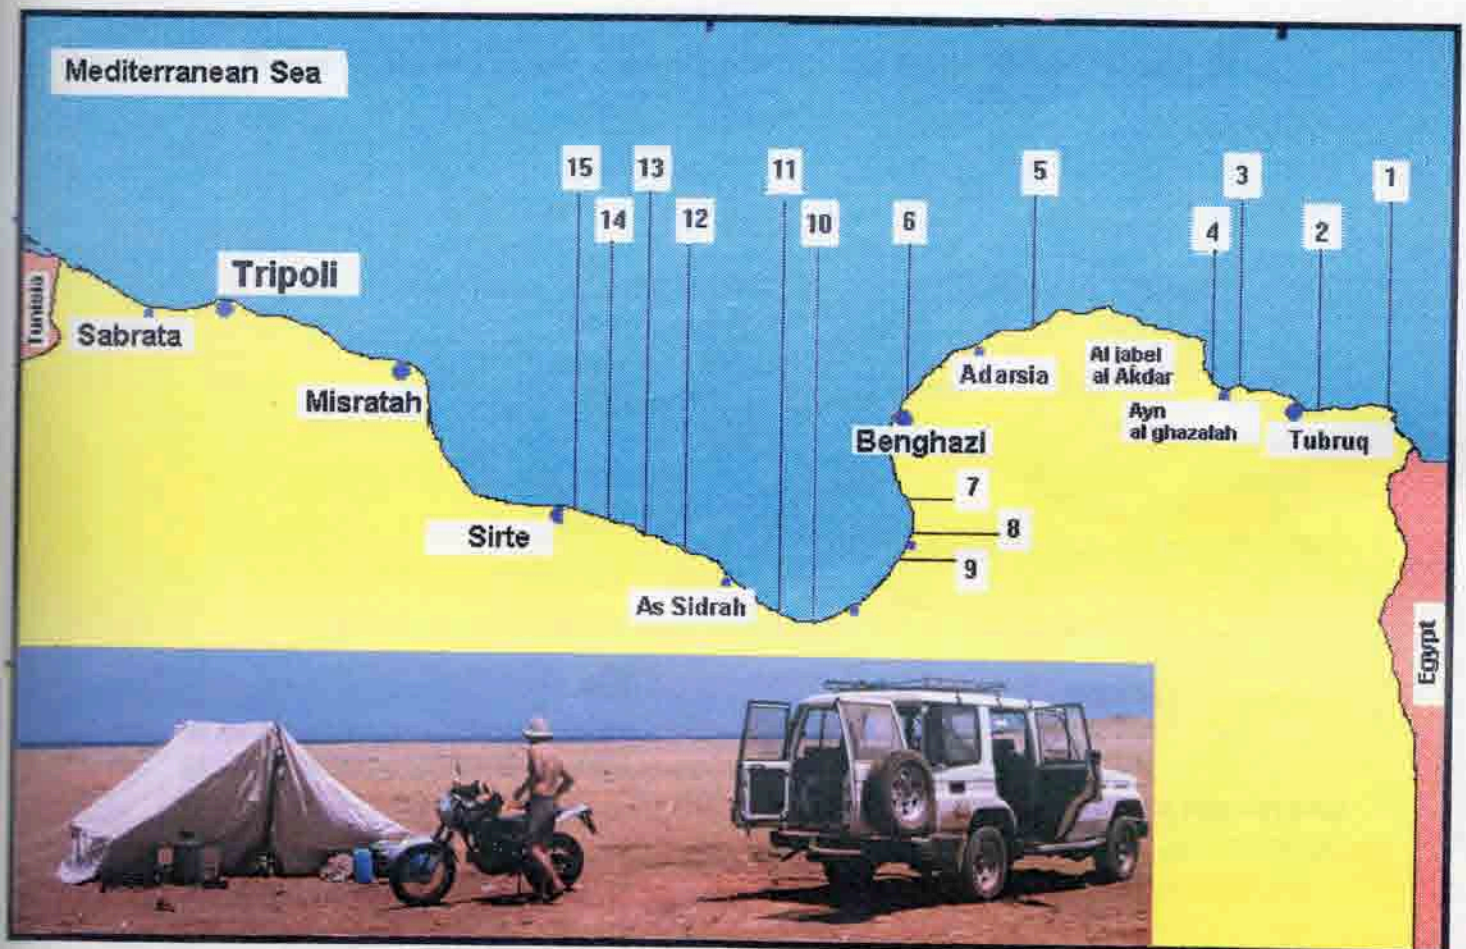 Mediterranean Sea
15
13
11
5
3
1
14
12
10
6
4
2
Tunisia
Tripoli
Sabrata
Misratah
Al jabel
al Akdar
Adarsia
Ayn
al ghazalah
Benghazi
Tubruq
7
Sirte
8
9
As Sidrah
Egypt